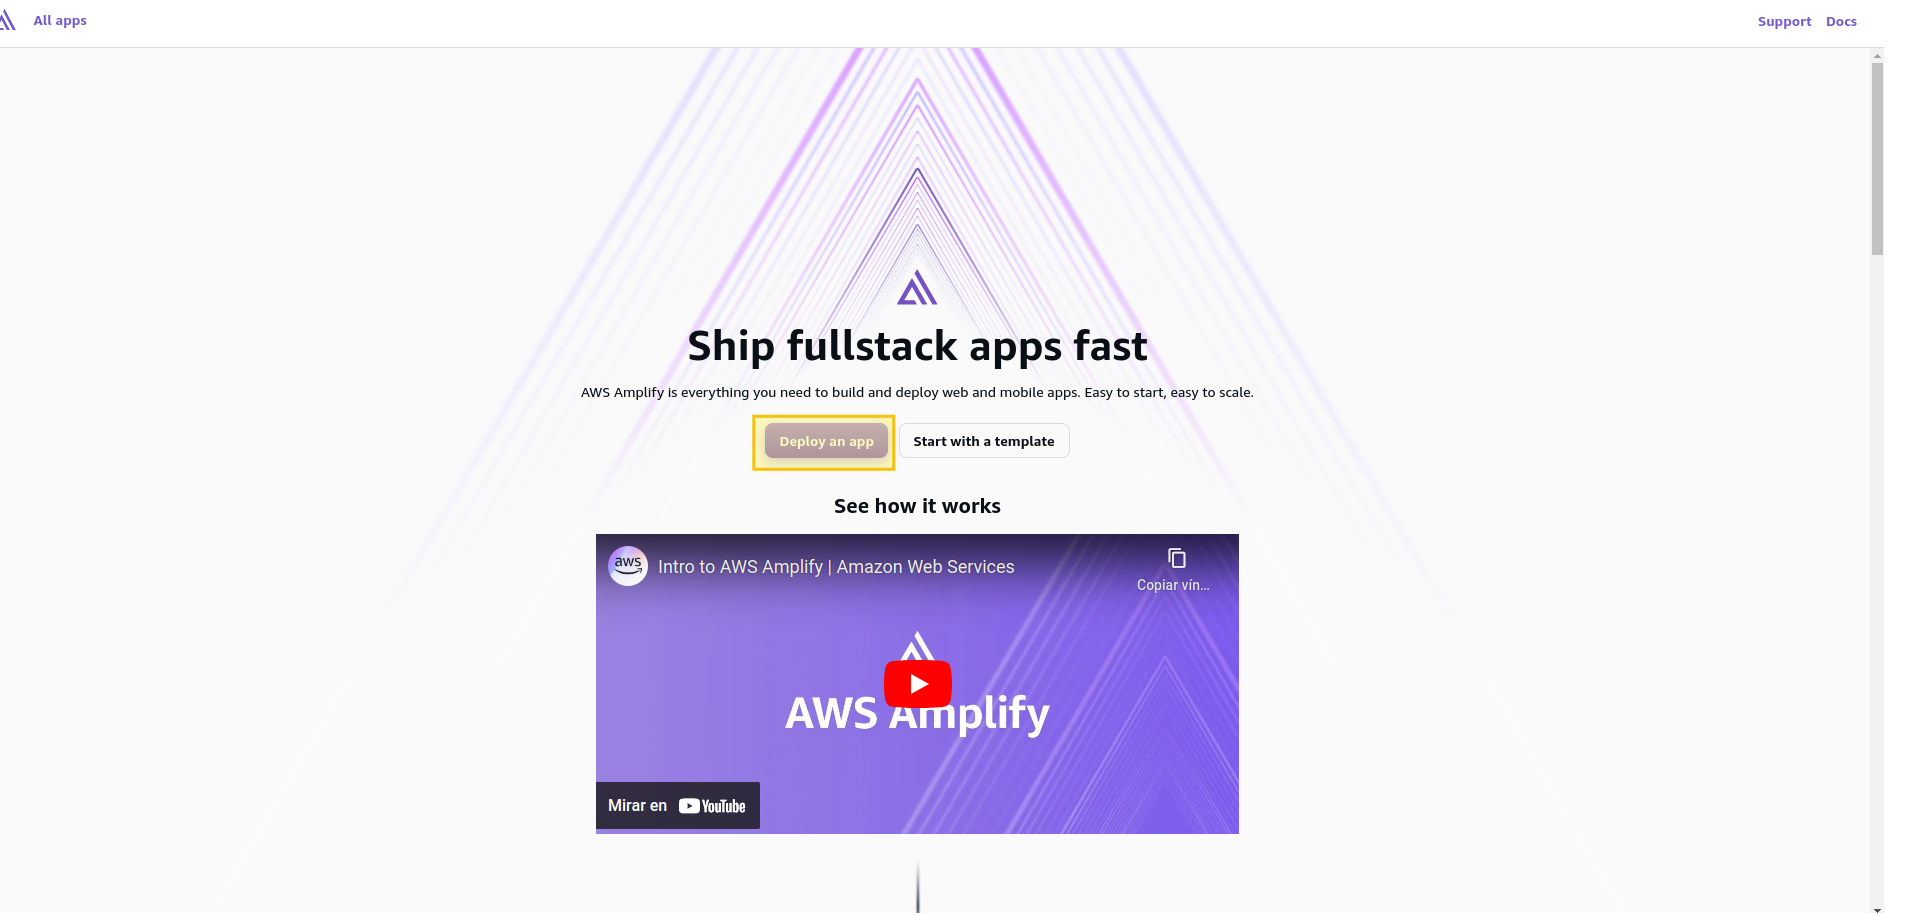 All apps
Support Docs
Ship fullstack apps fast
AWS Amplify is everything you need to build and deploy web and mobile apps. Easy to start, easy to scale.
Deploy an app
Start with a template
See how it works
aws
Intro to AWS Amplify | Amazon Web Services
Copiar vín...
AWS Amplify
Mirar en YouTube